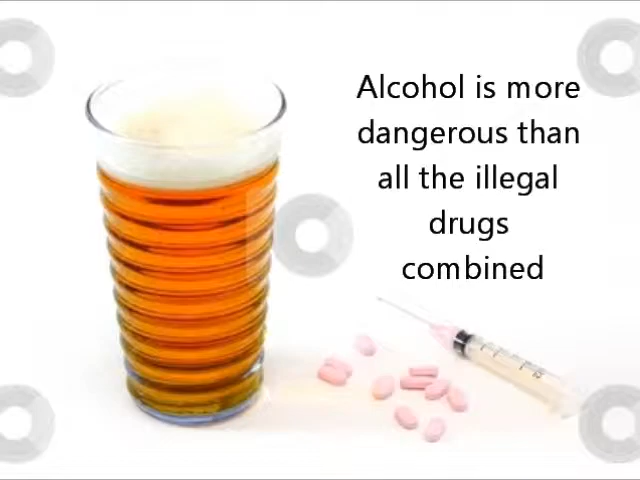 Alcohol is more
dangerous than
all the illegal
drugs
combined